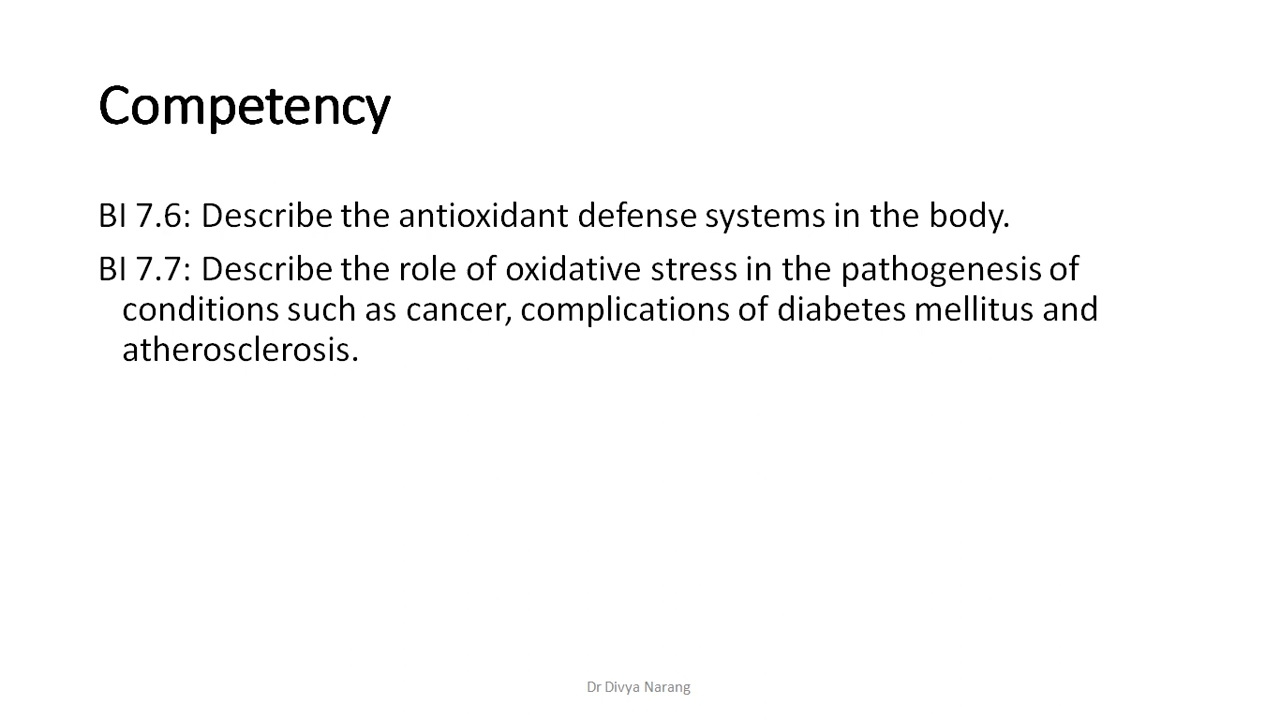 Competency
BI 7.6: Describe the antioxidant defense systems in the body.
BI 7.7: Describe the role of oxidative stress in the pathogenesis of
conditions such as cancer, complications of diabetes mellitus and
atherosclerosis.
Dr Divya Narang